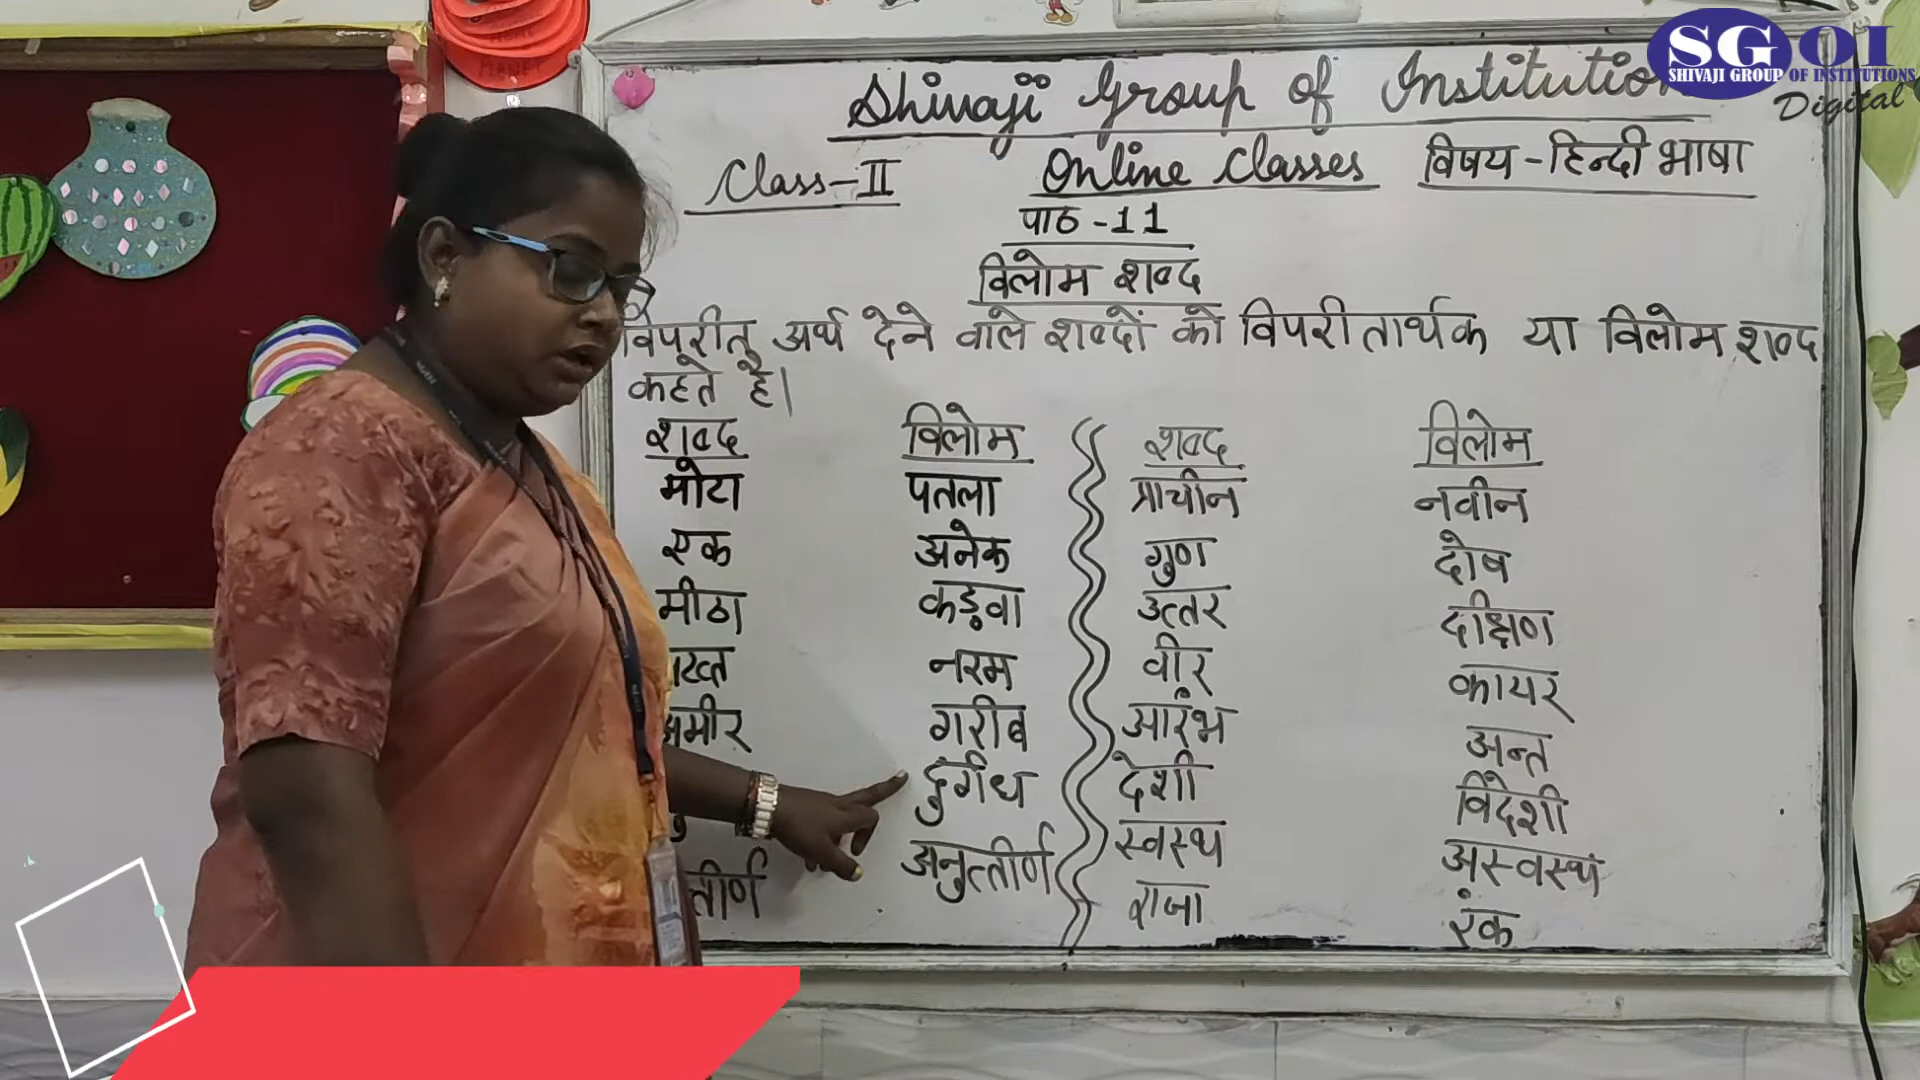 SGOI
SHIVAJI GROUP OF INSTITUTIONS
Digital
Shivaji Group of Institution
Class-II Online Classes विषय-हिन्दी भाषा
पाठ-11
विलोम शब्द
विपरीत अर्थ देने वाले शब्दों को विपरीतार्थक या विलोम शब्द
कहते है।
शब्द विलोम शब्द विलोम
मोटा पतला प्राचीन नवीन
एक अनेक गुण दोष
मीठा कड़वा उत्तर दक्षिण
ख्त नरम वीर कायर
अमीर गरीब आरंभ अन्त
दुर्गंध देशी विदेशी
स्वस्थ अस्वस्थ
तीर्ण अनुत्तीर्ण राजा रंक